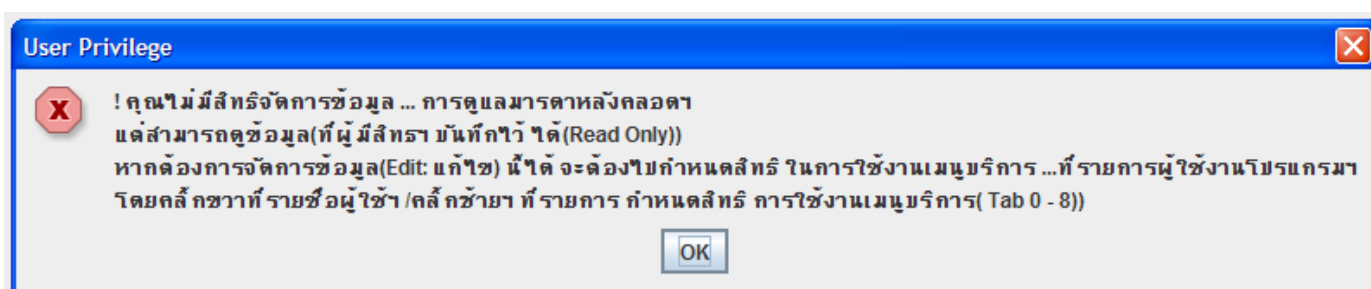 User Privilege
! คุณไม่มีสิทธิจัดการข้อมูล ... การดูแลมารดาหลังคลอดฯ
แต่สามารถดูข้อมูล(ที่ผู้มีสิทธฯ บันทึกไว้ ได้(Read Only))
หากต้องการจัดการข้อมูล(Edit: แก้ไข) นี้ได้ จะต้องไปกำหนดสิทธิ ในการใช้งานเมนูบริการ ...ที่รายการผู้ใช้งานโปรแกรมฯ
โดยคลิ๊กขวาที่รายชื่อผู้ใช้ฯ /คลิ๊กซ้ายฯ ที่รายการ กำหนดสิทธิ การใช้งานเมนูบริการ( Tab 0 - 8))
OK